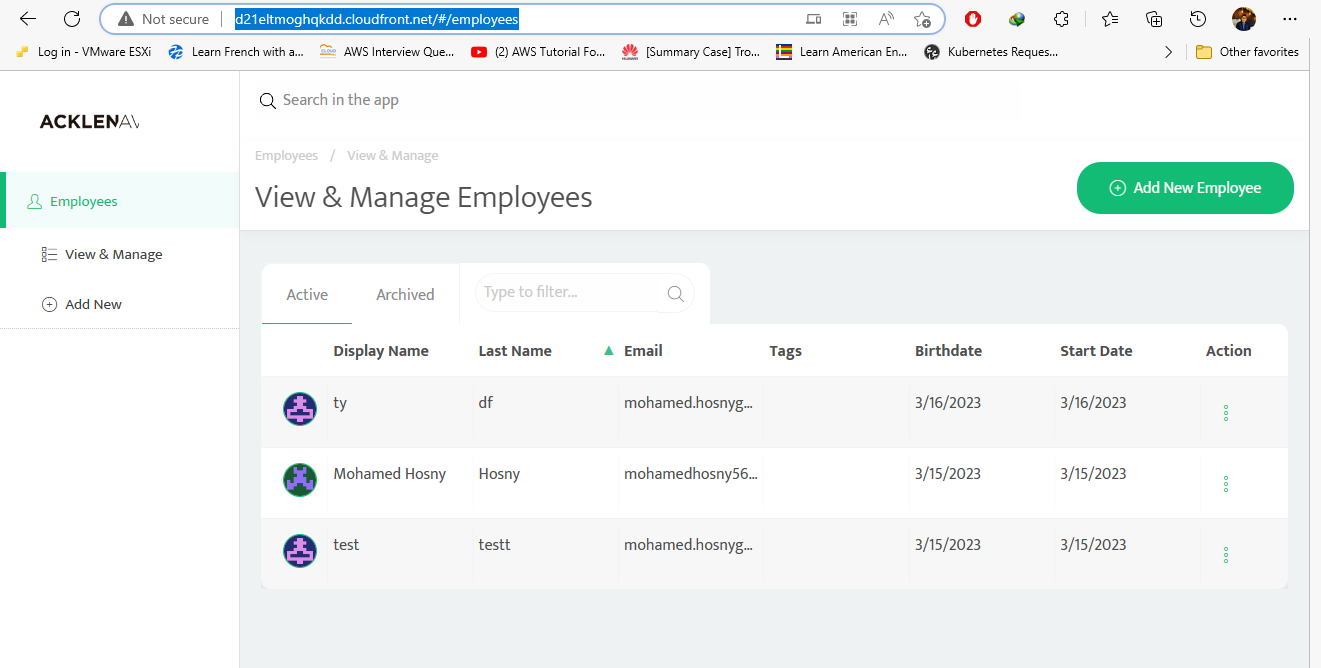 Not secure
d21eltmoghqkdd.cloudfront.net/#/employees
Log in - VMware ESXi
Learn French with a...
AWS Interview Que...
(2) AWS Tutorial Fo...
[Summary Case] Tro...
Learn American En...
Kubernetes Reques...
Other favorites
ACKLENAV
Search in the app
Employees / View & Manage
View & Manage Employees
Add New Employee
Employees
View & Manage
Add New
Active
Archived
Type to filter...
Display Name Last Name Email Tags Birthdate Start Date Action
ty df mohamed.hosnyg... 3/16/2023 3/16/2023
Mohamed Hosny Hosny mohamedhosny56... 3/15/2023 3/15/2023
test testt mohamed.hosnyg... 3/15/2023 3/15/2023